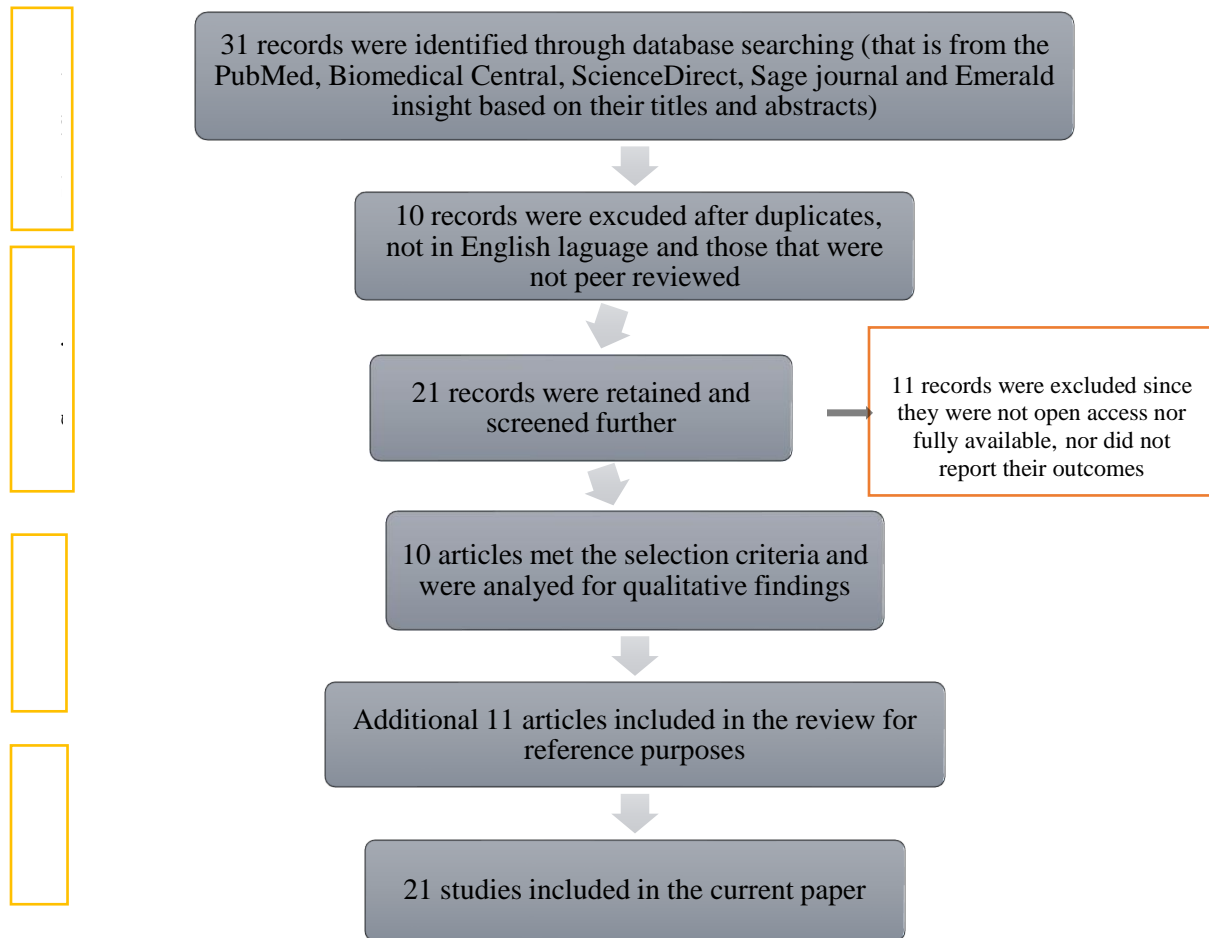 31 records were identified through database searching (that is from the
PubMed, Biomedical Central, ScienceDirect, Sage journal and Emerald
insight based on their titles and abstracts)
10 records were excuded after duplicates,
not in English laguage and those that were
not peer reviewed
21 records were retained and
screened further
11 records were excluded since
they were not open access nor
fully available, nor did not
report their outcomes
10 articles met the selection criteria and
were analyed for qualitative findings
Additional 11 articles included in the review for
reference purposes
21 studies included in the current paper